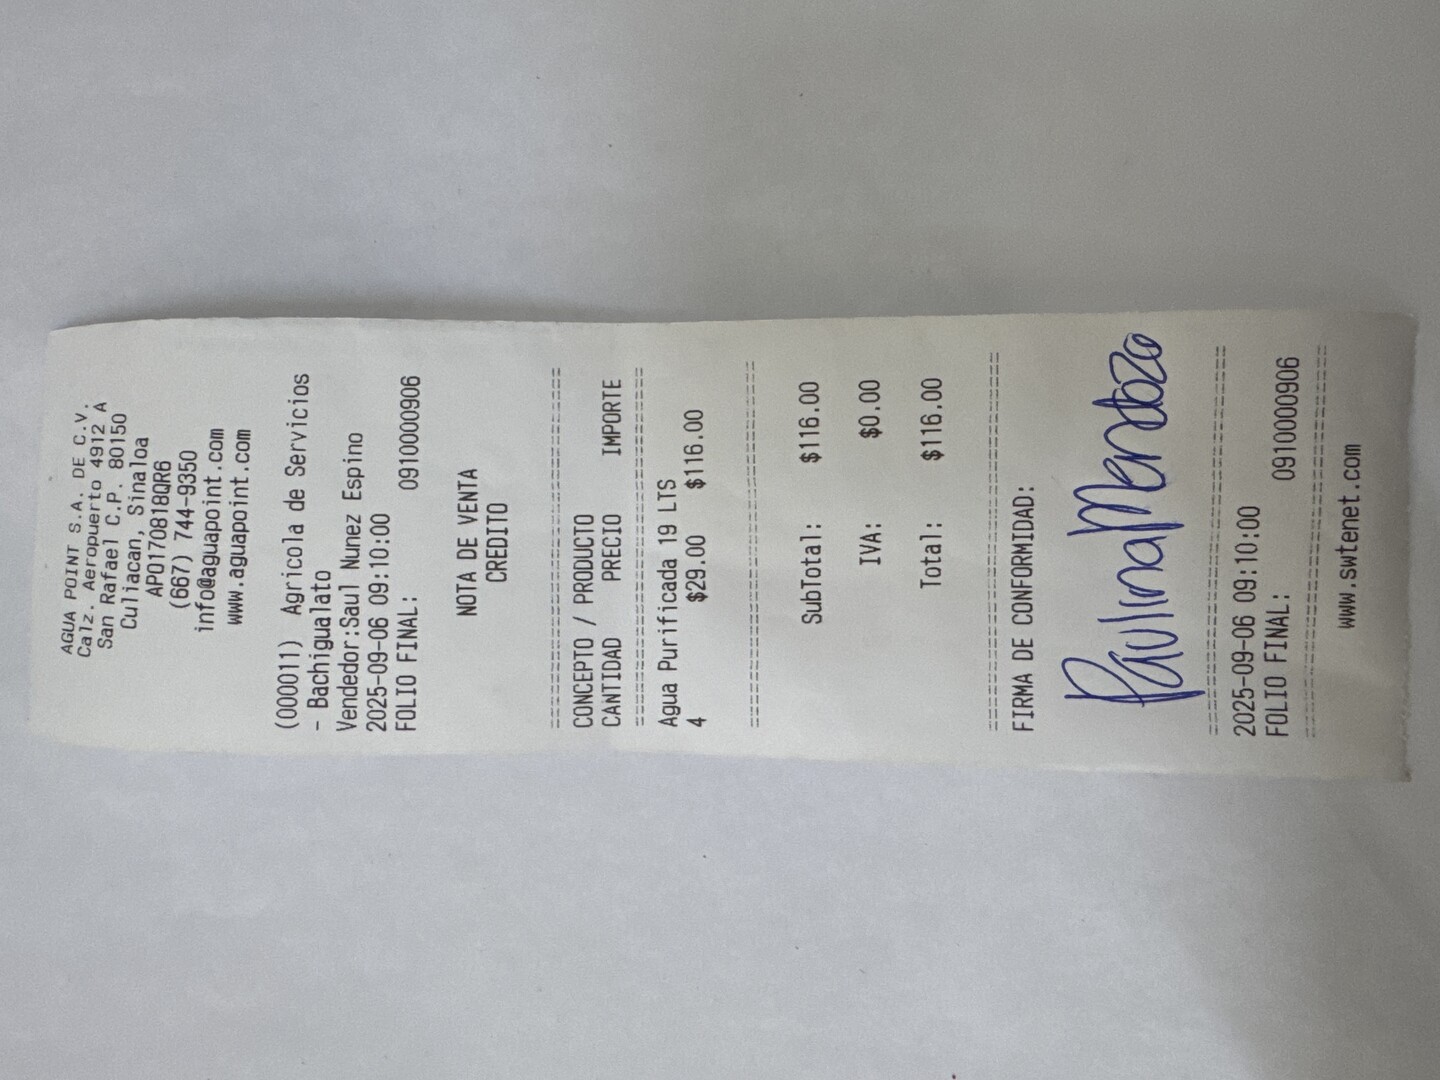 AGUA POINT S.A. DE C.V.
Calz. Aeropuerto 4912 A
San Rafael C.P. 80150
Culiacan, Sinaloa
APO170818QR6
(667) 744-9350
info@aguapoint.com
www.aguapoint.com
(000011) Agricola de Servicios
- Bachigualato
Vendedor:Saul Nunez Espino
2025-09-06 09:10:00
FOLIO FINAL: 0910000906
NOTA DE VENTA
CREDITO
CONCEPTO / PRODUCTO
CANTIDAD PRECIO IMPORTE
Agua Purificada 19 LTS
4 $29.00 $116.00
SubTotal: $116.00
IVA: $0.00
Total: $116.00
FIRMA DE CONFORMIDAD:
Paulina Mendoza
2025-09-06 09:10:00
FOLIO FINAL: 0910000906
www.swtenet.com